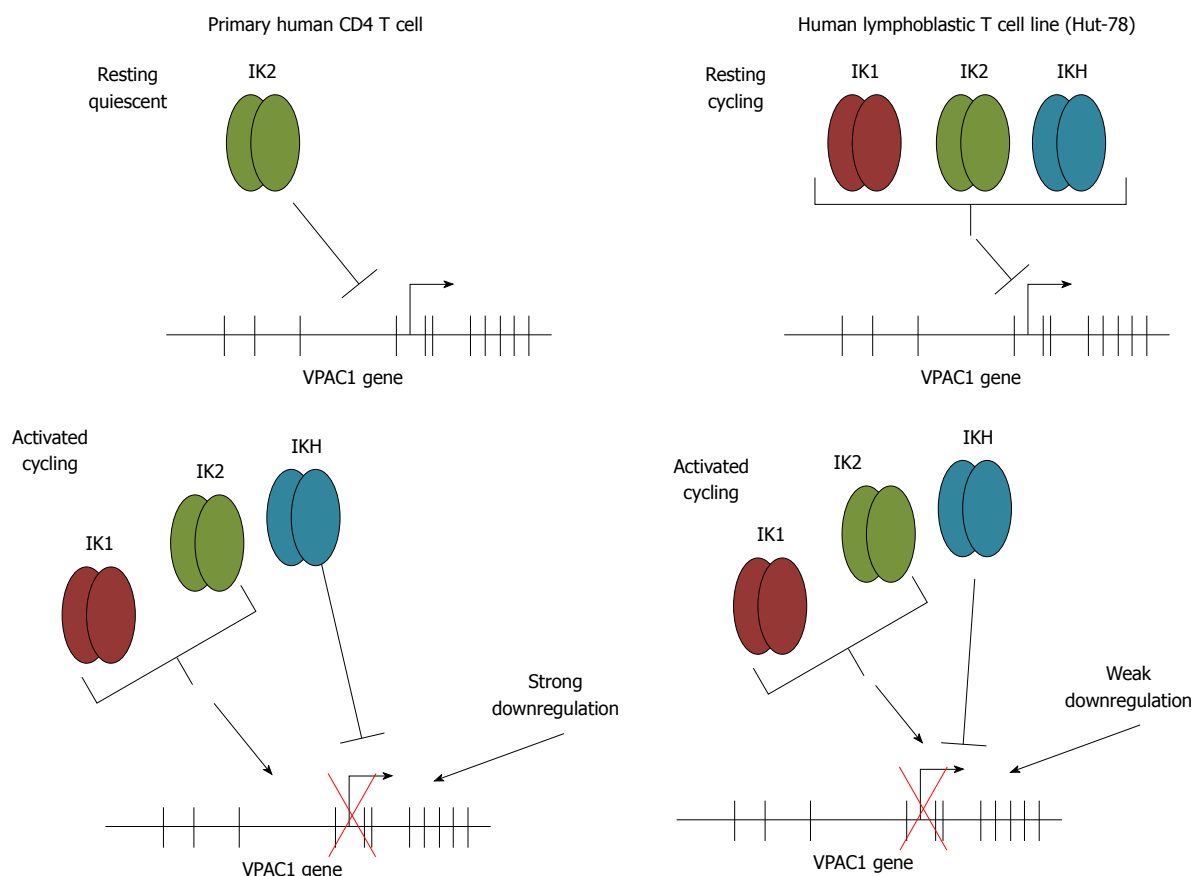 Primary human CD4 T cell
Resting
quiescent
IK2
VPAC1 gene
Human lymphoblastic T cell line (Hut-78)
Resting
cycling
IK1
IK2
IKH
VPAC1 gene
Activated
cycling
IK1
IK2
IKH
Strong
downregulation
VPAC1 gene
Activated
cycling
IK1
IK2
IKH
Weak
downregulation
VPAC1 gene